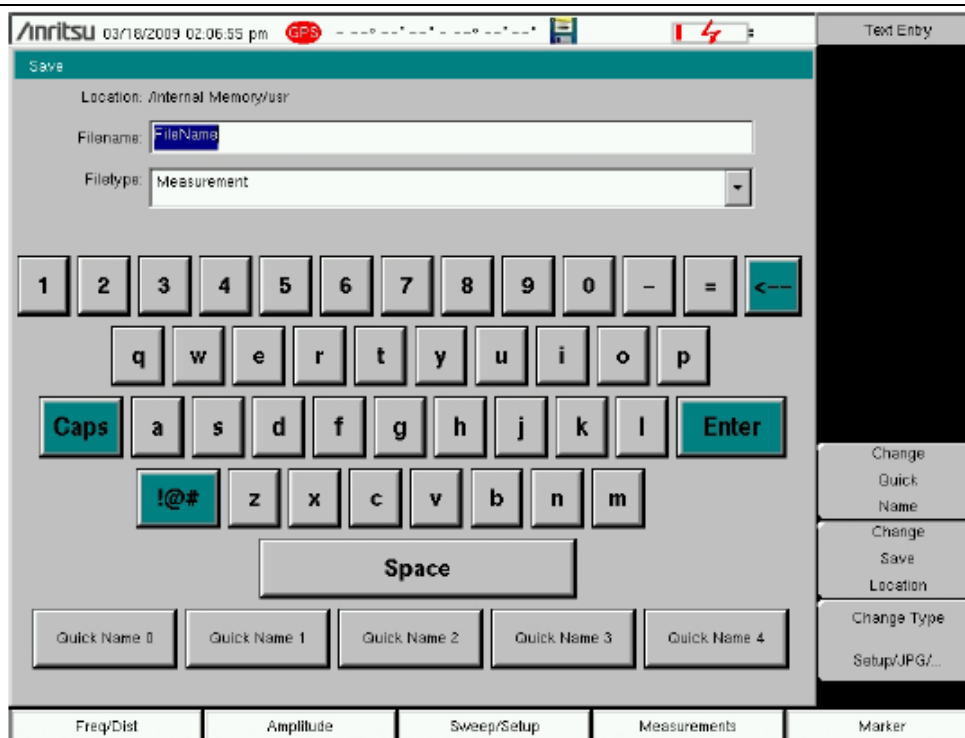 /Inritsu 03/18/2009 02:06:55 pm GPS - --° --'--"- --° --'--"
Text Entry
Save
Location: /Internal Memory/usr
Filename: FileName
Filetype: Measurement
1 2 3 4 5 6 7 8 9 0 - = <--
q w e r t y u i o p
Caps a s d f g h j k l Enter
!@# z x c v b n m
Space
Quick Name 0 Quick Name 1 Quick Name 2 Quick Name 3 Quick Name 4
Change
Quick
Name
Change
Save
Location
Change Type
Setup/JPG/...
Freq/Dist Amplitude Sweep/Setup Measurements Marker